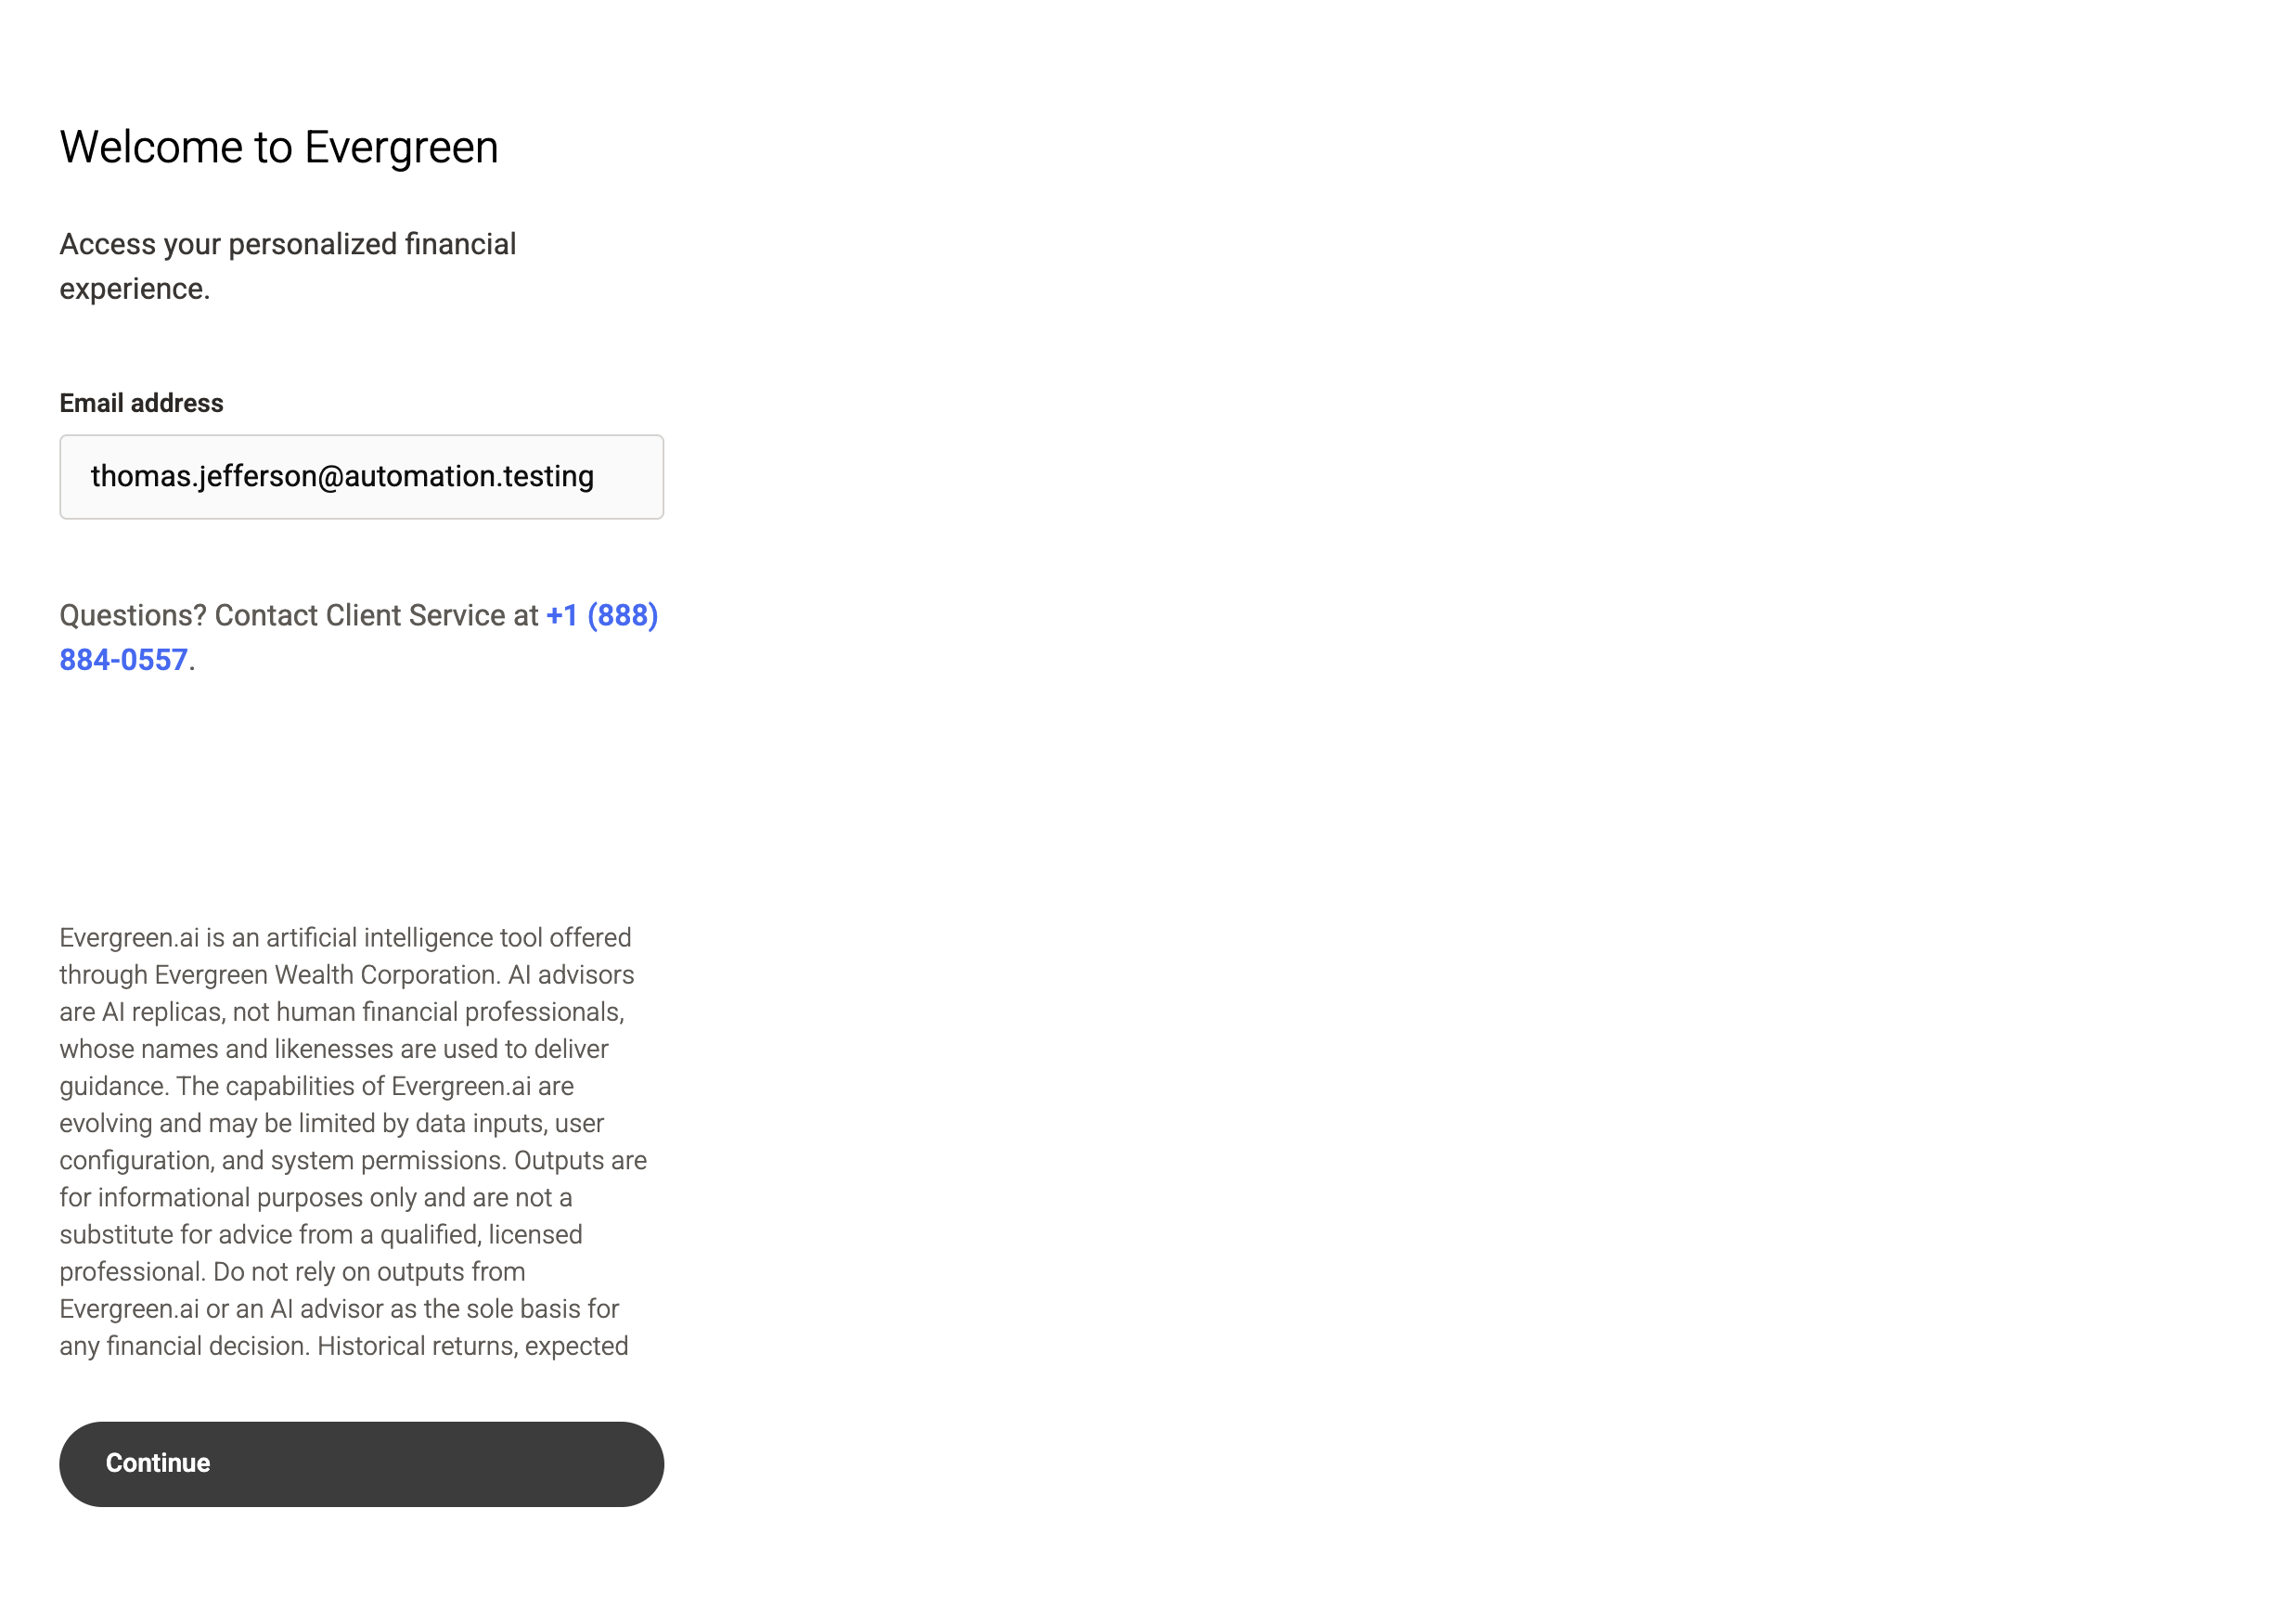 Welcome to Evergreen
Access your personalized financial
experience.
Email address
thomas.jefferson@automation.testing
Questions? Contact Client Service at +1 (888)
884-0557.
Evergreen.ai is an artificial intelligence tool offered
through Evergreen Wealth Corporation. AI advisors
are AI replicas, not human financial professionals,
whose names and likenesses are used to deliver
guidance. The capabilities of Evergreen.ai are
evolving and may be limited by data inputs, user
configuration, and system permissions. Outputs are
for informational purposes only and are not a
substitute for advice from a qualified, licensed
professional. Do not rely on outputs from
Evergreen.ai or an AI advisor as the sole basis for
any financial decision. Historical returns, expected
Continue